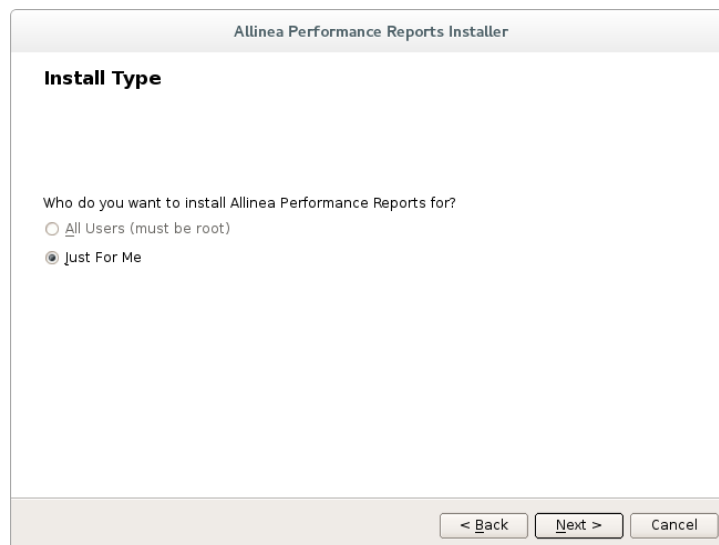 Allinea Performance Reports Installer
Install Type
Who do you want to install Allinea Performance Reports for?
All Users (must be root)
Just For Me
< Back
Next >
Cancel